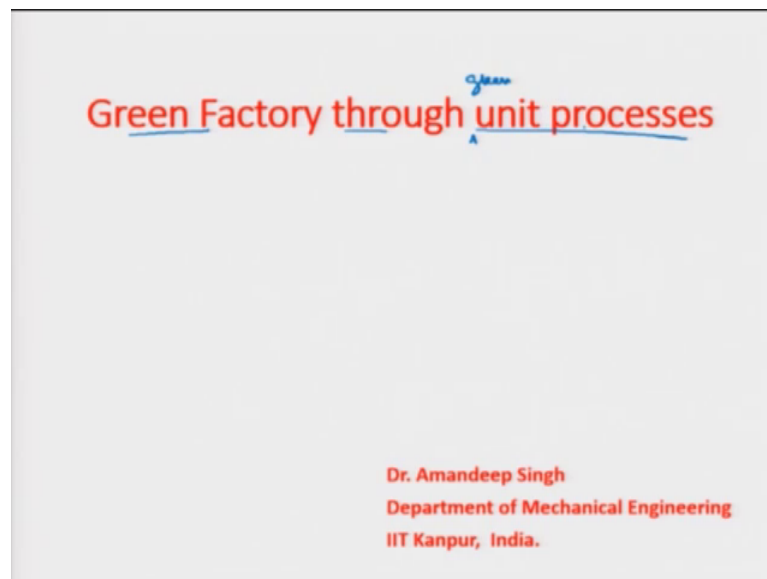 green
Green Factory through unit processes
Dr. Amandeep Singh
Department of Mechanical Engineering
IIT Kanpur, India.